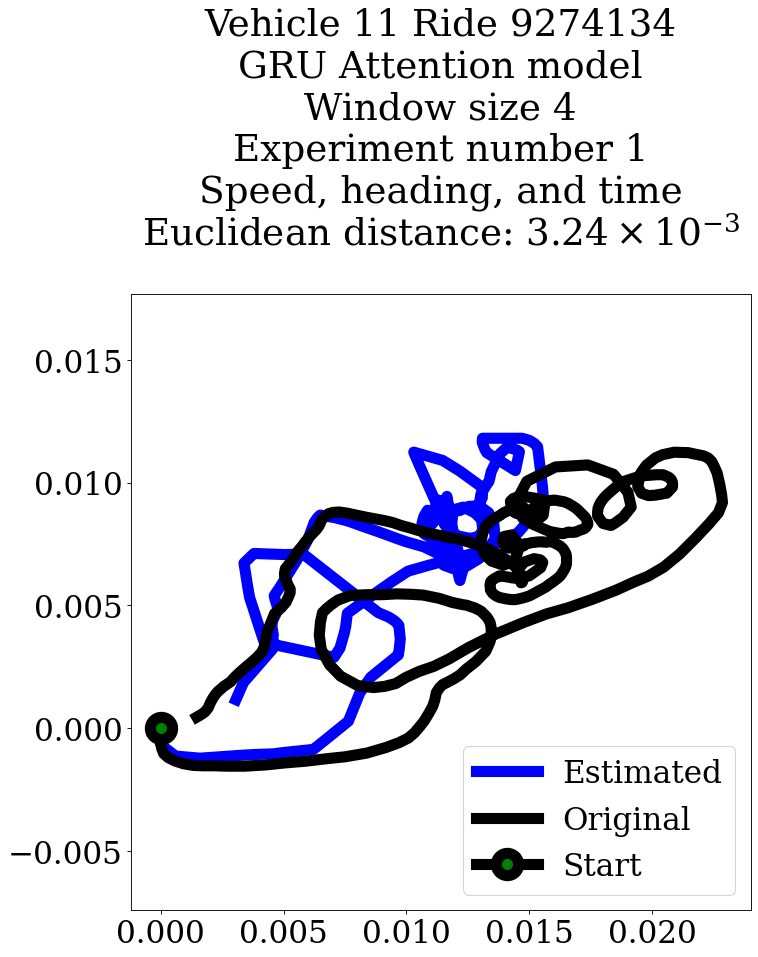 Vehicle 11 Ride 9274134
GRU Attention model
Window size 4
Experiment number 1
Speed, heading, and time
Euclidean distance: 3.24 × 10⁻³
0.015
0.010
0.005
0.000
−0.005
0.000 0.005 0.010 0.015 0.020
Estimated
Original
Start